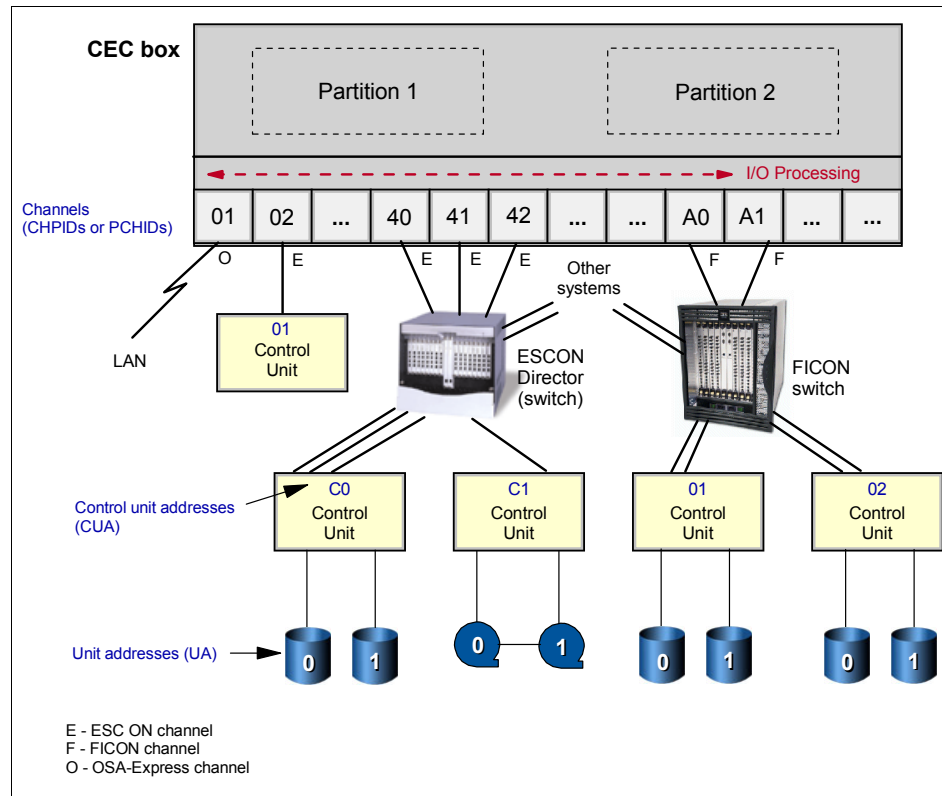 CEC box
Partition 1
Partition 2
I/O Processing
Channels
(CHPIDs or PCHIDs)
01
02
...
40
41
42
...
...
A0
A1
...
...
O
E
E
E
E
F
F
LAN
01
Control
Unit
Other
systems
ESCON
Director
(switch)
FICON
switch
Control unit addresses
(CUA)
C0
Control
Unit
C1
Control
Unit
01
Control
Unit
02
Control
Unit
Unit addresses (UA)
0
1
0
1
0
1
0
1
E - ESC ON channel
F - FICON channel
O - OSA-Express channel